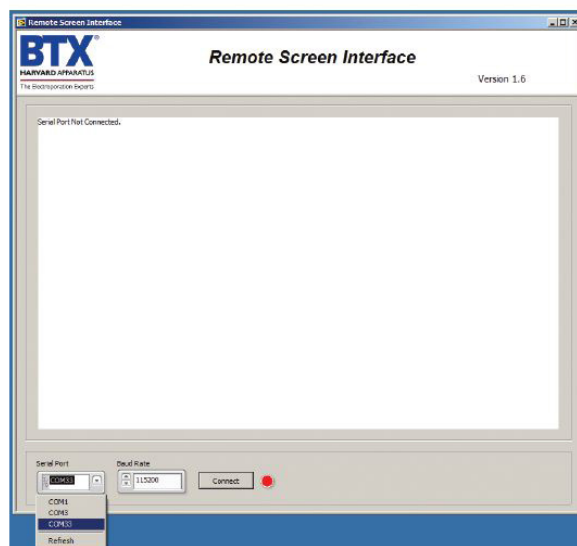 Remote Screen Interface
BTX®
HARVARD APPARATUS
The Electroporation Experts
Remote Screen Interface
Version 1.6
Serial Port Not Connected.
Serial Port
Baud Rate
COM33
115200
Connect
COM1
COM3
COM33
Refresh